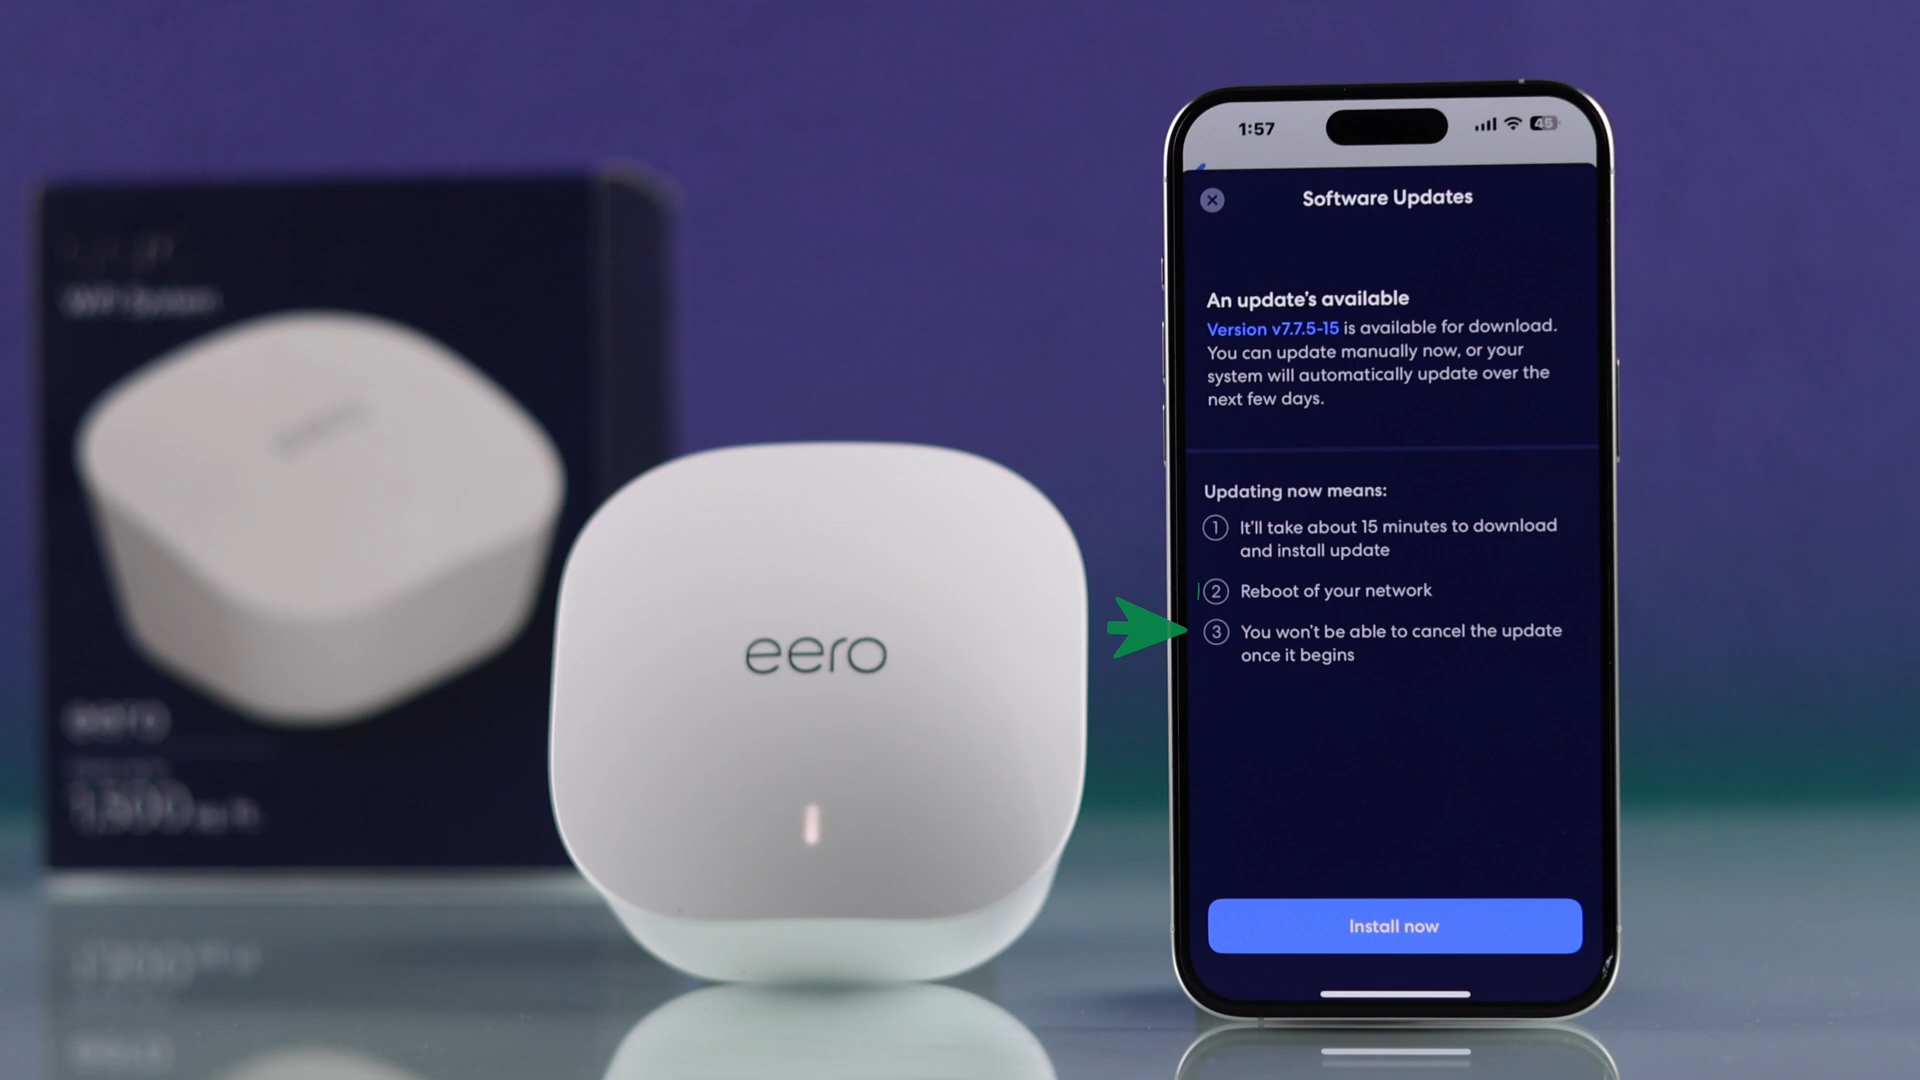 eero
eero
eero
1:57
45
Software Updates
An update's available
Version v7.7.5-15 is available for download.
You can update manually now, or your
system will automatically update over the
next few days.
Updating now means:
1 It'll take about 15 minutes to download
and install update
2 Reboot of your network
3 You won't be able to cancel the update
once it begins
Install now